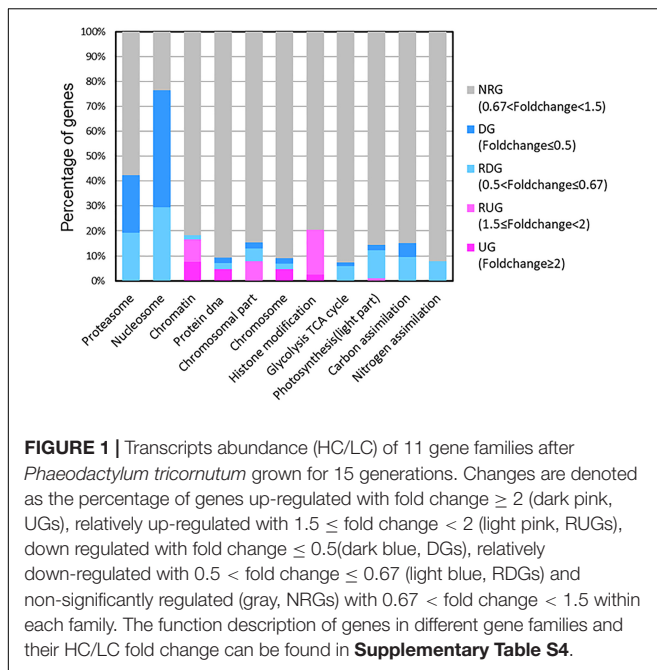 100%
90%
80%
70%
60%
50%
40%
30%
20%
10%
0%
Percentage of genes
Proteasome
Nucleosome
Chromatin
Protein dna
Chromosomal part
Chromosome
Histone modification
Glycolysis TCA cycle
Photosynthesis(light part)
Carbon assimilation
Nitrogen assimilation
NRG
(0.67<Foldchange<1.5)
DG
(Foldchange≤0.5)
RDG
(0.5<Foldchange≤0.67)
RUG
(1.5≤Foldchange<2)
UG
(Foldchange≥2)
FIGURE 1 | Transcripts abundance (HC/LC) of 11 gene families after
Phaeodactylum tricornutum grown for 15 generations. Changes are denoted
as the percentage of genes up-regulated with fold change ≥ 2 (dark pink,
UGs), relatively up-regulated with 1.5 ≤ fold change < 2 (light pink, RUGs),
down regulated with fold change ≤ 0.5(dark blue, DGs), relatively
down-regulated with 0.5 < fold change ≤ 0.67 (light blue, RDGs) and
non-significantly regulated (gray, NRGs) with 0.67 < fold change < 1.5 within
each family. The function description of genes in different gene families and
their HC/LC fold change can be found in Supplementary Table S4.